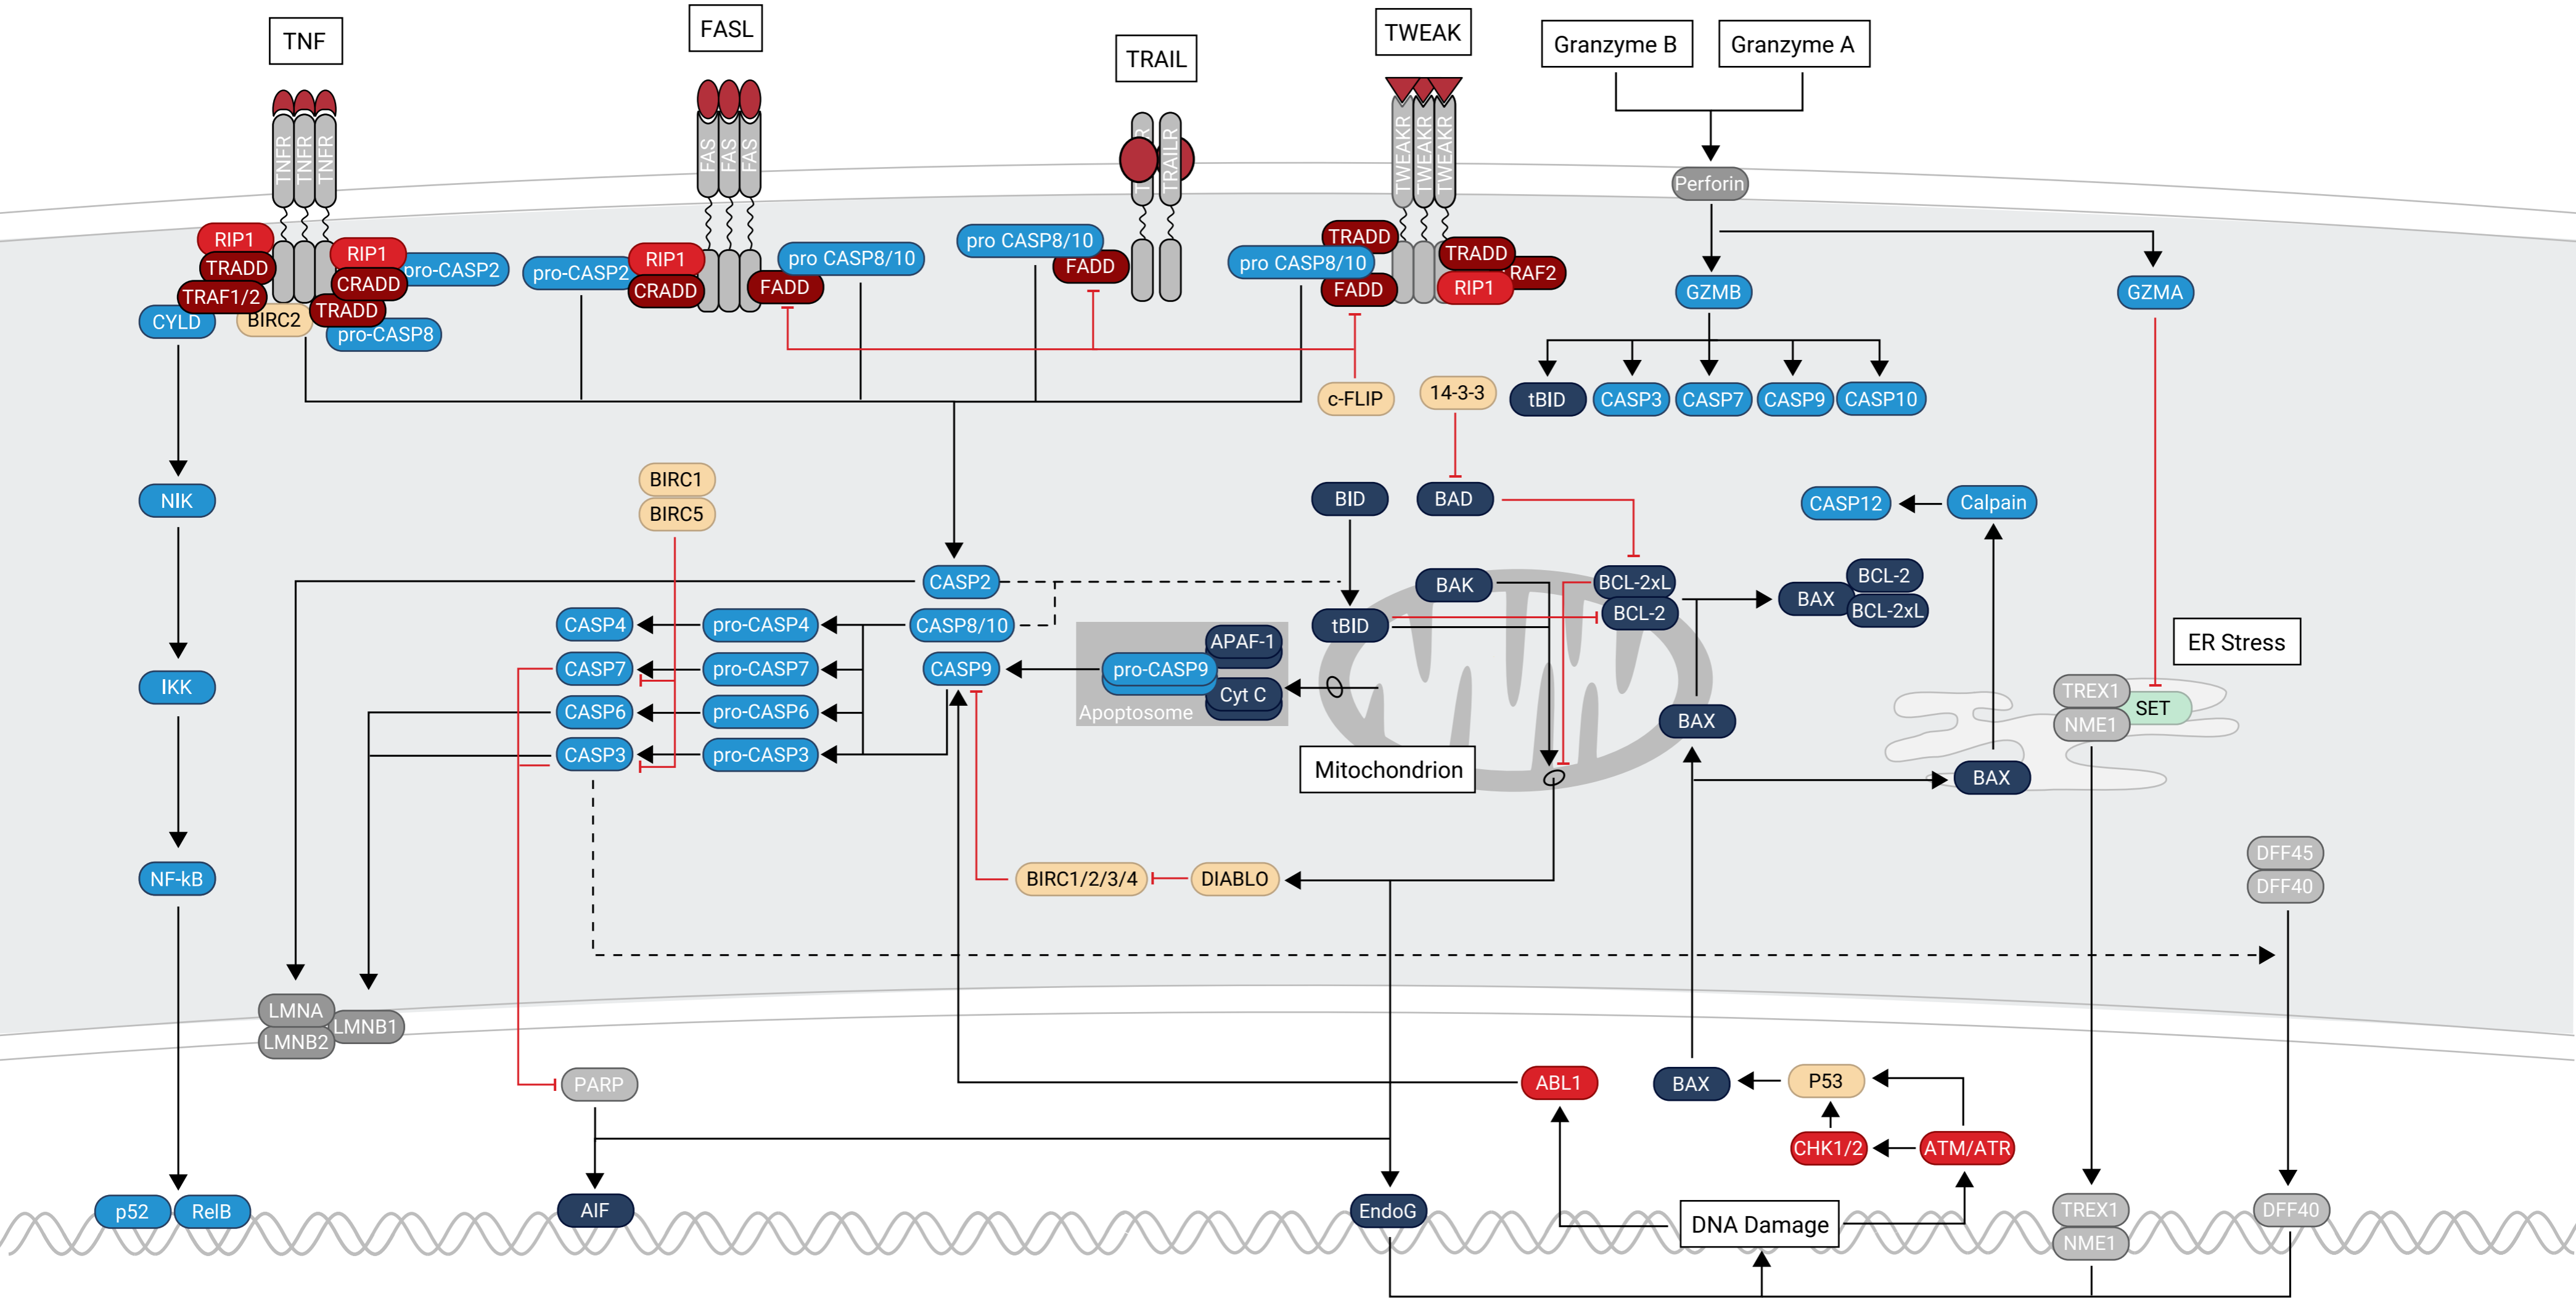 TNF
FASL
TRAIL
TWEAK
Granzyme B
Granzyme A
TNFR
TNFR
TNFR
FAS
FAS
FAS
TRAILR
TWEAKR
TWEAKR
TWEAKR
Perforin
RIP1
TRADD
TRAF1/2
CYLD
BIRC2
RIP1
CRADD
pro-CASP2
TRADD
pro-CASP8
pro-CASP2
RIP1
CRADD
FADD
pro CASP8/10
pro CASP8/10
FADD
TRADD
pro CASP8/10
FADD
TRADD
RAF2
RIP1
GZMB
GZMA
c-FLIP
14-3-3
tBID
CASP3
CASP7
CASP9
CASP10
NIK
BIRC1
BIRC5
BID
BAD
CASP12
Calpain
CASP2
BAK
BCL-2xL
BCL-2
BAX
BCL-2
BCL-2xL
CASP4
pro-CASP4
CASP8/10
tBID
APAF-1
ER Stress
CASP7
pro-CASP7
CASP9
pro-CASP9
Cyt C
Apoptosome
IKK
CASP6
pro-CASP6
BAX
TREX1
SET
NME1
CASP3
pro-CASP3
Mitochondrion
BAX
NF-kB
BIRC1/2/3/4
DIABLO
DFF45
DFF40
LMNA
LMNB1
LMNB2
PARP
ABL1
BAX
P53
CHK1/2
ATM/ATR
p52
RelB
AIF
EndoG
DNA Damage
TREX1
NME1
DFF40